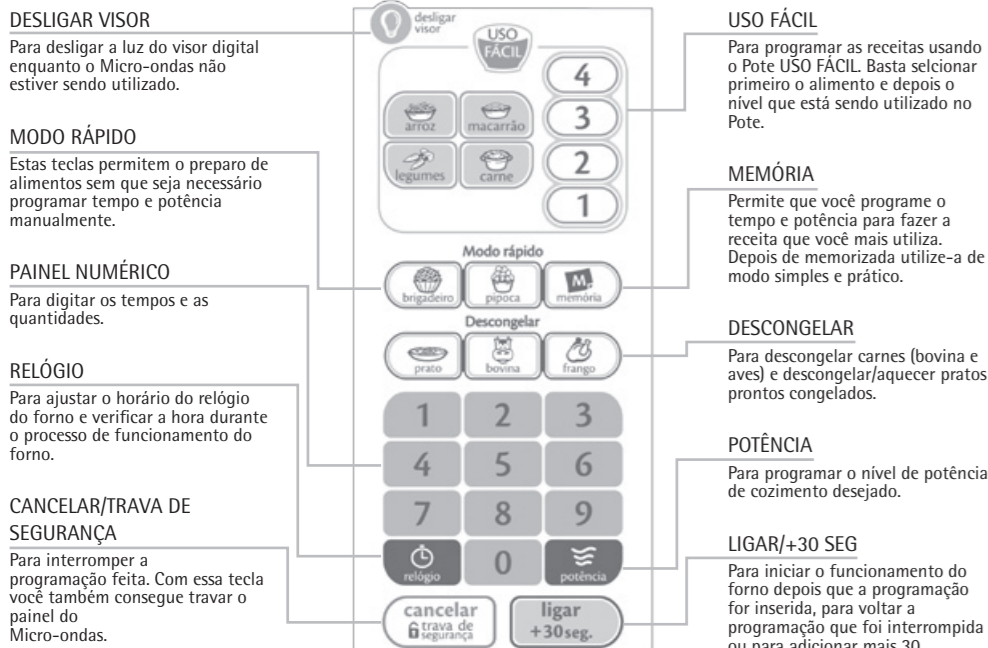 DESLIGAR VISOR
Para desligar a luz do visor digital
enquanto o Micro-ondas não
estiver sendo utilizado.
MODO RÁPIDO
Estas teclas permitem o preparo de
alimentos sem que seja necessário
programar tempo e potência
manualmente.
PAINEL NUMÉRICO
Para digitar os tempos e as
quantidades.
RELÓGIO
Para ajustar o horário do relógio
do forno e verificar a hora durante
o processo de funcionamento do
forno.
CANCELAR/TRAVA DE
SEGURANÇA
Para interromper a
programação feita. Com essa tecla
você também consegue travar o
painel do
Micro-ondas.
desligar
visor
USO
FÁCIL
4
3
2
1
arroz
macarrão
legumes
carne
Modo rápido
brigadeiro
pipoca
M
memória
Descongelar
prato
bovina
frango
1 2 3
4 5 6
7 8 9
relógio
0
potência
cancelar
trava de
segurança
ligar
+30seg.
USO FÁCIL
Para programar as receitas usando
o Pote USO FÁCIL. Basta selcionar
primeiro o alimento e depois o
nível que está sendo utilizado no
Pote.
MEMÓRIA
Permite que você programe o
tempo e potência para fazer a
receita que você mais utiliza.
Depois de memorizada utilize-a de
modo simples e prático.
DESCONGELAR
Para descongelar carnes (bovina e
aves) e descongelar/aquecer pratos
prontos congelados.
POTÊNCIA
Para programar o nível de potência
de cozimento desejado.
LIGAR/+30 SEG
Para iniciar o funcionamento do
forno depois que a programação
for inserida, para voltar a
programação que foi interrompida
ou para adicionar mais 30